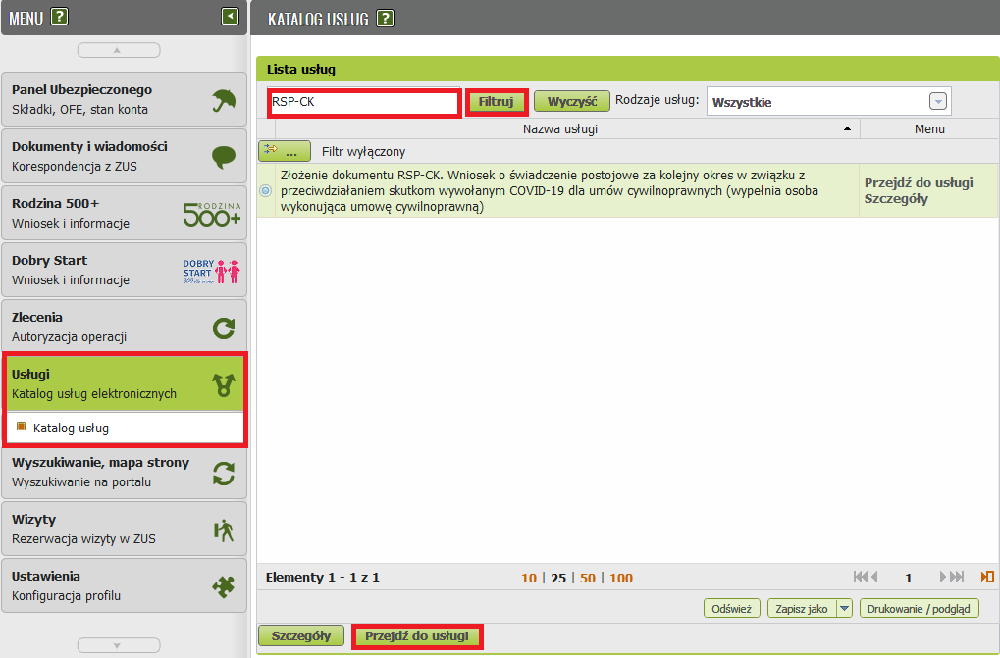 MENU ?
Panel Ubezpieczonego
Składki, OFE, stan konta
Dokumenty i wiadomości
Korespondencja z ZUS
Rodzina 500+
Wniosek i informacje
RODZINA
500+
Dobry Start
Wniosek i informacje
DOBRY
START
Zlecenia
Autoryzacja operacji
Usługi
Katalog usług elektronicznych
Katalog usług
Wyszukiwanie, mapa strony
Wyszukiwanie na portalu
Wizyty
Rezerwacja wizyty w ZUS
Ustawienia
Konfiguracja profilu
KATALOG USŁUG ?
Lista usług
RSP-CK Filtruj Wyczyść Rodzaje usług: Wszystkie
Nazwa usługi Menu
... Filtr wyłączony
Złożenie dokumentu RSP-CK. Wniosek o świadczenie postojowe za kolejny okres w związku z
przeciwdziałaniem skutkom wywołanym COVID-19 dla umów cywilnoprawnych (wypełnia osoba
wykonująca umowę cywilnoprawną)
Przejdź do usługi
Szczegóły
Elementy 1 - 1 z 1 10 | 25 | 50 | 100 1
Odśwież Zapisz jako Drukowanie / podgląd
Szczegóły Przejdź do usługi